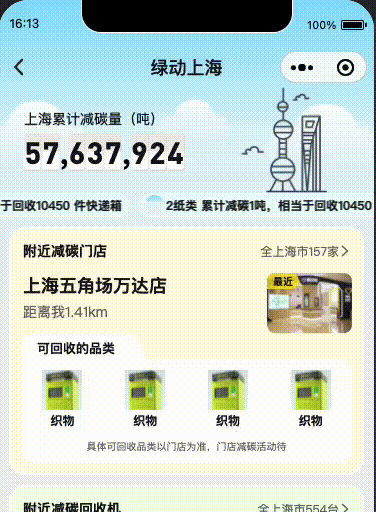 16:13
100%
绿动上海
上海累计减碳量（吨）
57,637,924
于回收10450 件快递箱
2纸类 累计减碳1吨，相当于回收10450
附近减碳门店
全上海市157家
上海五角场万达店
最近
距离我1.41km
可回收的品类
织物 织物 织物 织物
具体可回收品类以门店为准，门店减碳活动待
附近减碳回收机
全上海市554台